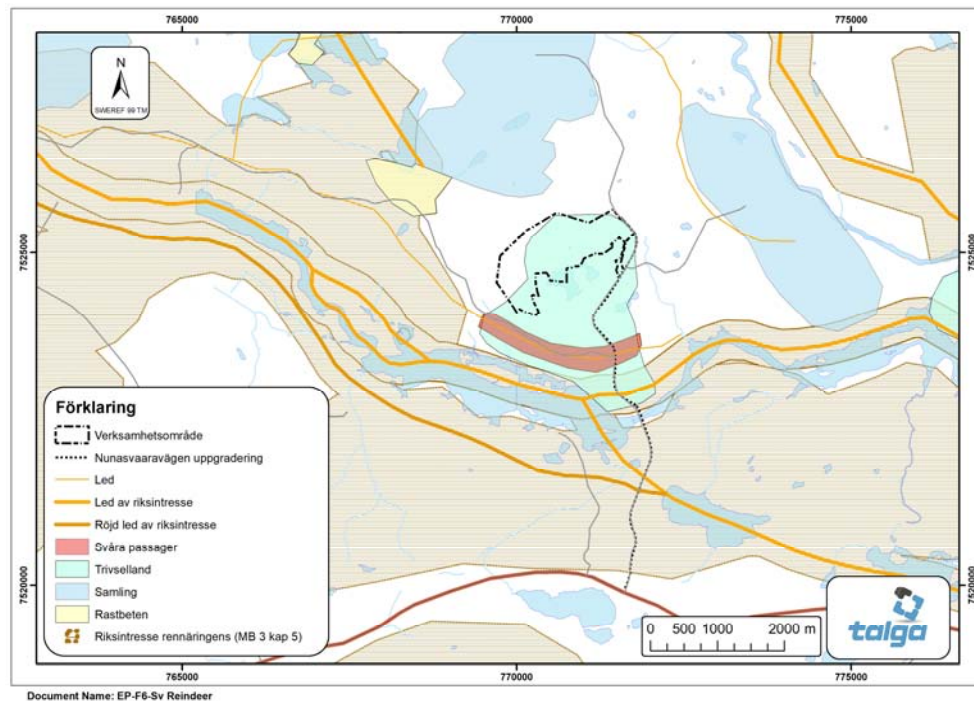 765000
770000
775000
N
SWEREF 99 TM
7525000
7525000
Förklaring
Verksamhetsområde
Nunasvaaravägen uppgradering
Led
Led av riksintresse
Röjd led av riksintresse
Svåra passager
Trivselland
Samling
Rastbeten
Riksintresse rennäringens (MB 3 kap 5)
7520000
7520000
talga
0 500 1000 2000 m
765000
770000
775000
Document Name: EP-F6-Sv Reindeer